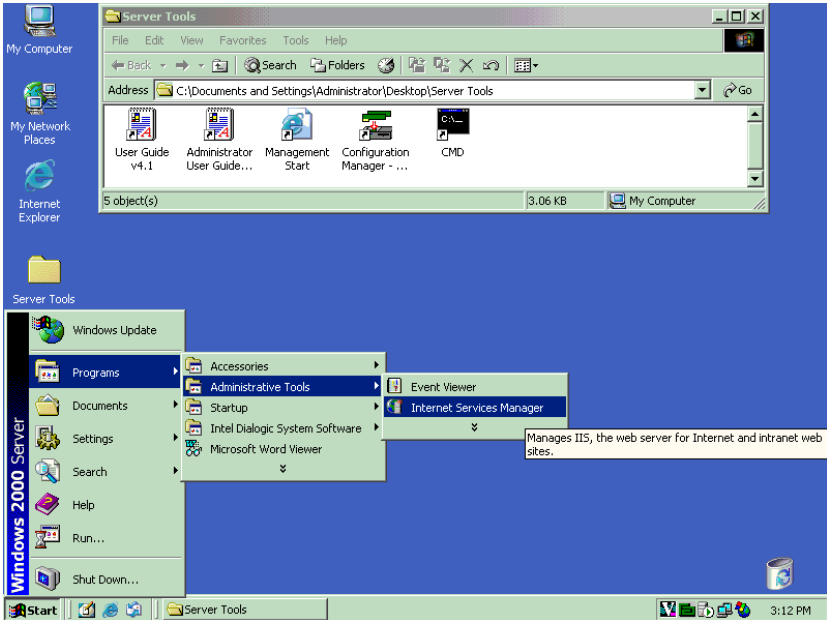 My Computer
My Network
Places
Internet
Explorer
Server Tools
Server Tools
File Edit View Favorites Tools Help
Back Search Folders
Address C:\Documents and Settings\Administrator\Desktop\Server Tools Go
User Guide
v4.1
Administrator
User Guide...
Management
Start
Configuration
Manager - ...
C:\_
CMD
5 object(s) 3.06 KB My Computer
Windows 2000 Server
Windows Update
Programs
Documents
Settings
Search
Help
Run...
Shut Down...
Accessories
Administrative Tools
Startup
Intel Dialogic System Software
Microsoft Word Viewer
Event Viewer
Internet Services Manager
Manages IIS, the web server for Internet and intranet web
sites.
Start Server Tools 3:12 PM